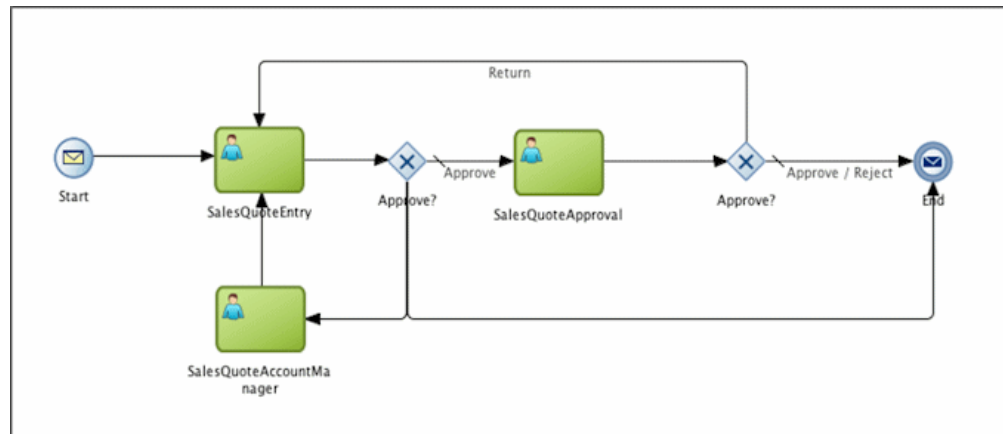 Return
Start
SalesQuoteEntry
Approve?
Approve
SalesQuoteApproval
Approve?
Approve / Reject
End
SalesQuoteAccountMa
nager